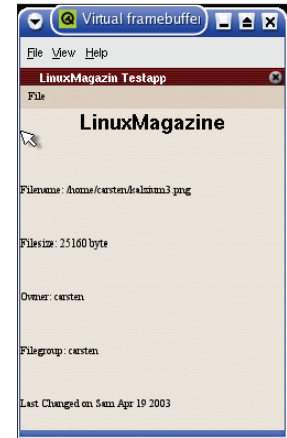 Virtual framebuffer
File View Help
LinuxMagazin Testapp
File
LinuxMagazine
Filename: /home/carsten/kalzium3.png
Filesize: 25160 byte
Owner: carsten
Filegroup: carsten
Last Changed on Sam Apr 19 2003